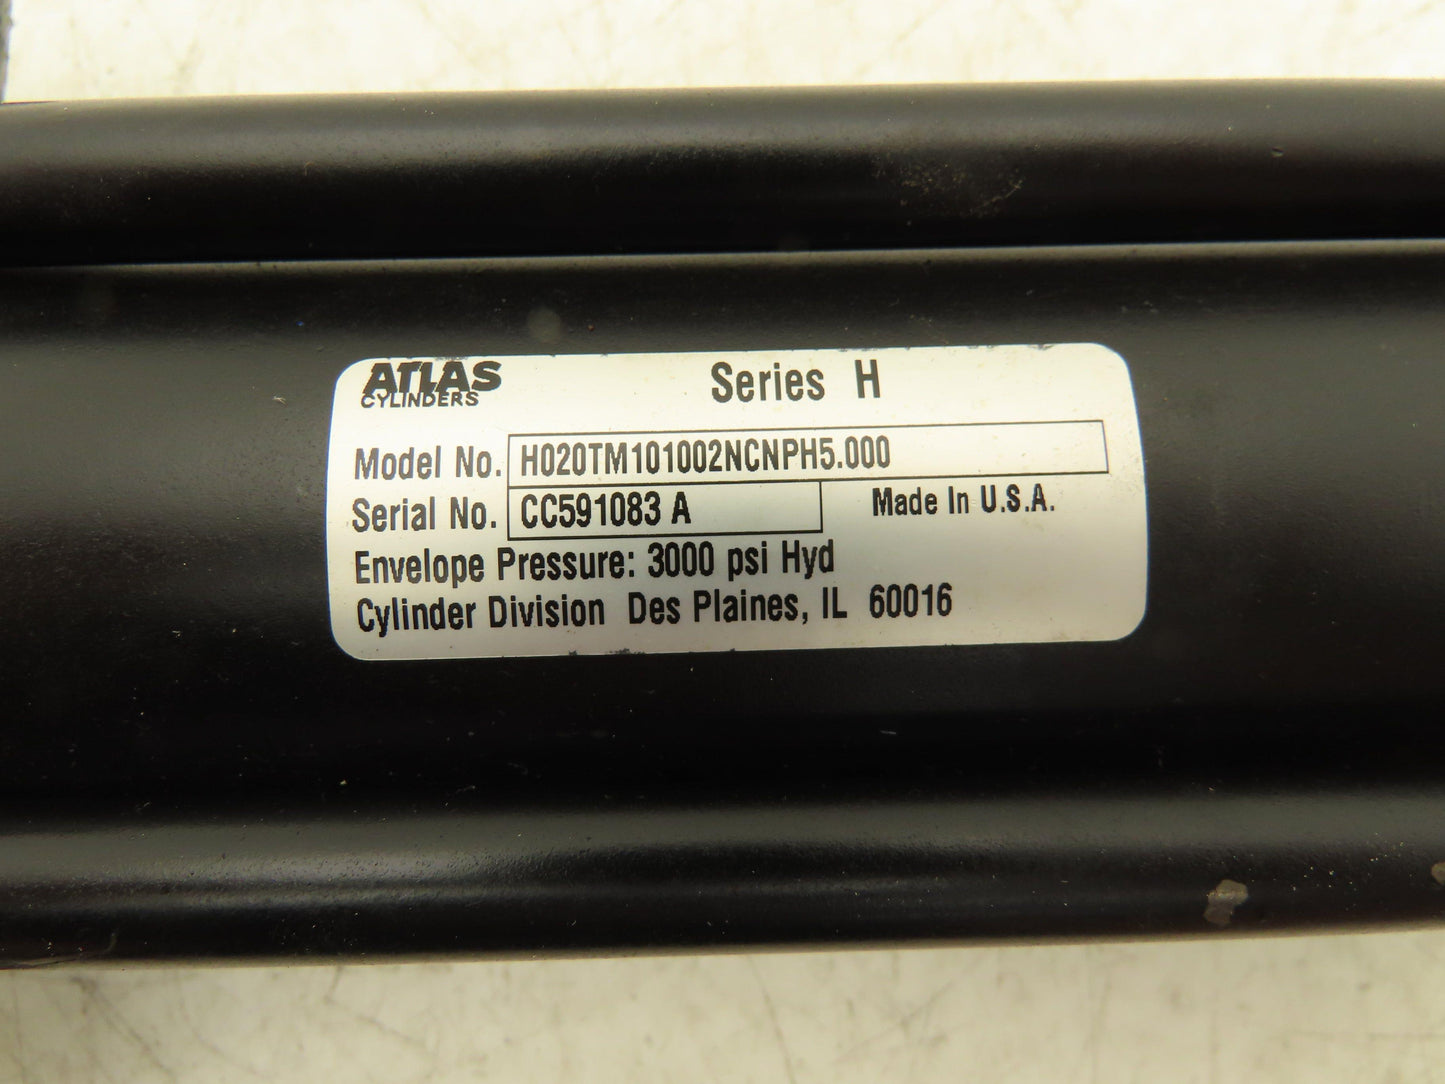 ATLAS
CYLINDERS
Series H
Model No. H020TM101002NCNPH5.000
Serial No. CC591083 A Made In U.S.A.
Envelope Pressure: 3000 psi Hyd
Cylinder Division Des Plaines, IL 60016